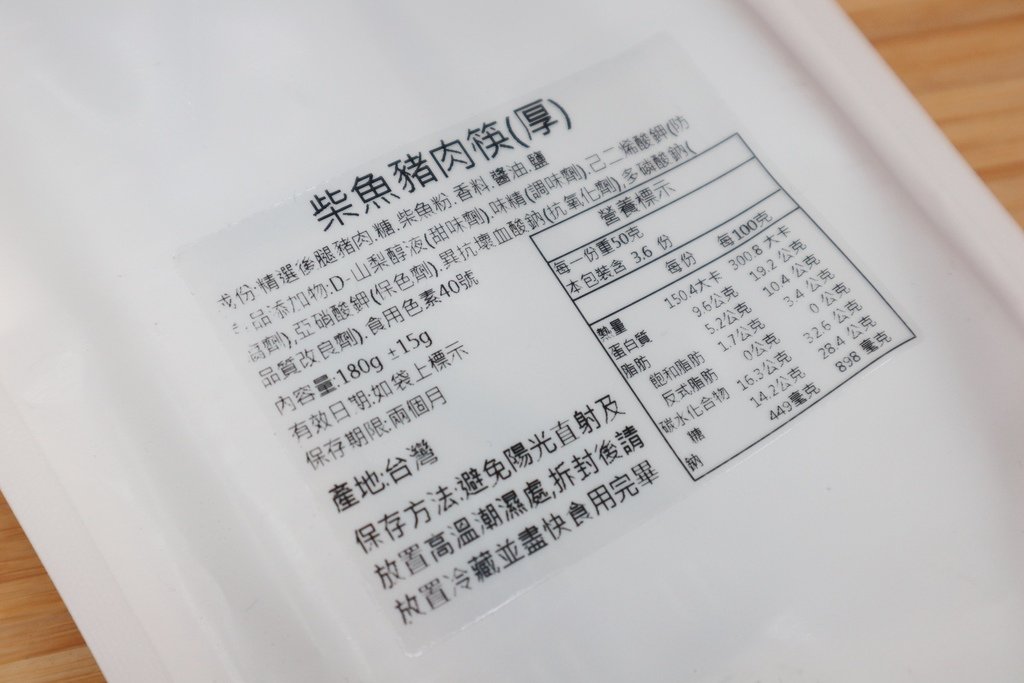 柴魚豬肉筷(厚)
成份:精選後腿豬肉,糖,柴魚粉,香料,醬油,鹽
食品添加物:D-山梨醇液(甜味劑),味精(調味劑),己二烯酸鉀(防
腐劑),亞硝酸鉀(保色劑),異抗壞血酸鈉(抗氧化劑),多磷酸鈉(
品質改良劑),食用色素40號
內容量:180g ±15g
有效日期:如袋上標示
保存期限:兩個月
產地:台灣
保存方法:避免陽光直射及
放置高溫潮濕處,拆封後請
放置冷藏並盡快食用完畢
營養標示
每一份重50克
本包裝含 3.6 份
每份 每100克
熱量 150.4大卡 300.8 大卡
蛋白質 9.6公克 19.2 公克
脂肪 5.2公克 10.4 公克
飽和脂肪 1.7公克 3.4 公克
反式脂肪 0公克 0 公克
碳水化合物 16.3公克 32.6 公克
糖 14.2公克 28.4 公克
鈉 449毫克 898 毫克